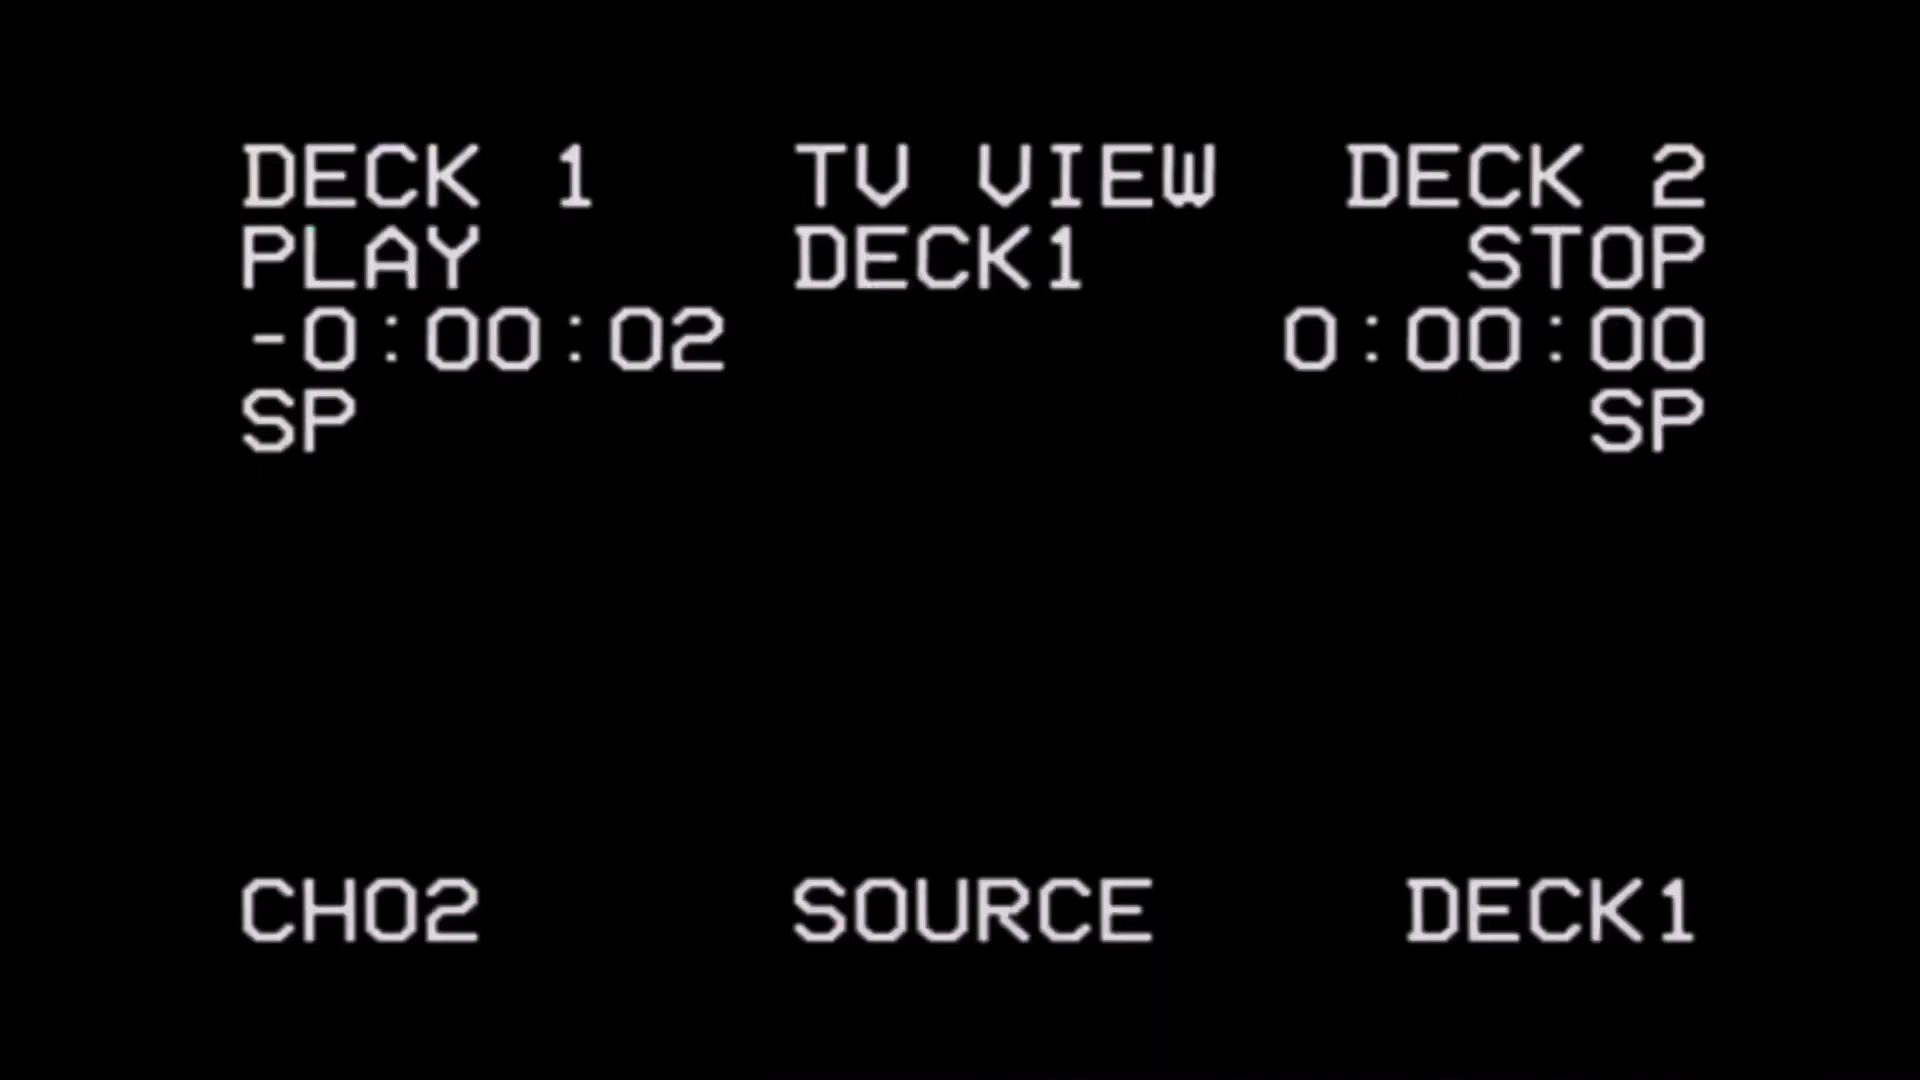 DECK 1 TV VIEW DECK 2
PLAY DECK1 STOP
-0:00:02 0:00:00
SP SP
CH02 SOURCE DECK1